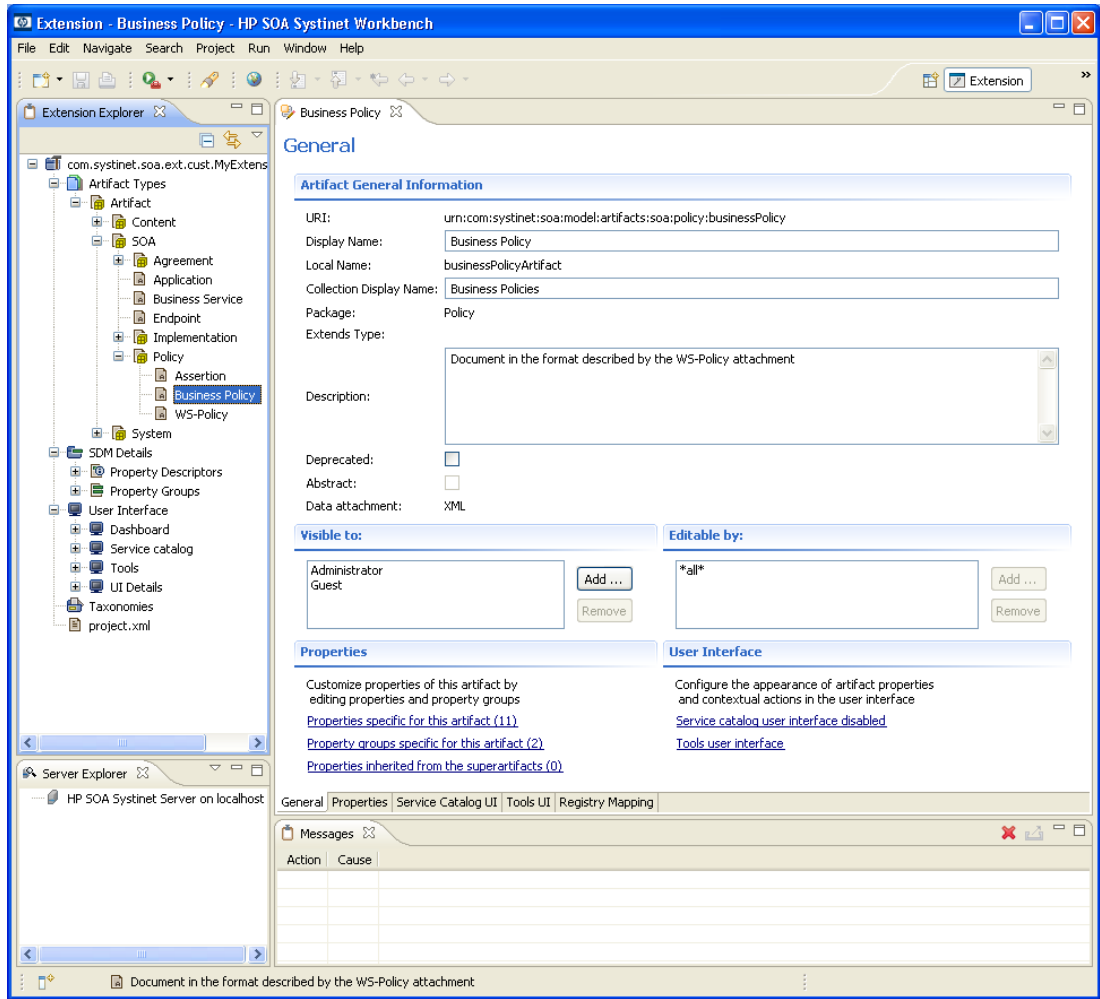 Extension - Business Policy - HP SOA Systinet Workbench
File Edit Navigate Search Project Run Window Help
Extension
»
Extension Explorer
com.systinet.soa.ext.cust.MyExtens
Artifact Types
Artifact
Content
SOA
Agreement
Application
Business Service
Endpoint
Implementation
Policy
Assertion
Business Policy
WS-Policy
System
SDM Details
Property Descriptors
Property Groups
User Interface
Dashboard
Service catalog
Tools
UI Details
Taxonomies
project.xml
Server Explorer
HP SOA Systinet Server on localhost
Business Policy
General
Artifact General Information
URI: urn:com:systinet:soa:model:artifacts:soa:policy:businessPolicy
Display Name: Business Policy
Local Name: businessPolicyArtifact
Collection Display Name: Business Policies
Package: Policy
Extends Type:
Document in the format described by the WS-Policy attachment
Description:
Deprecated:
Abstract:
Data attachment: XML
Visible to:
Administrator
Guest
Add ...
Remove
Editable by:
*all*
Add ...
Remove
Properties
Customize properties of this artifact by
editing properties and property groups
Properties specific for this artifact (11)
Property groups specific for this artifact (2)
Properties inherited from the superartifacts (0)
User Interface
Configure the appearance of artifact properties
and contextual actions in the user interface
Service catalog user interface disabled
Tools user interface
General Properties Service Catalog UI Tools UI Registry Mapping
Messages
Action Cause
Document in the format described by the WS-Policy attachment